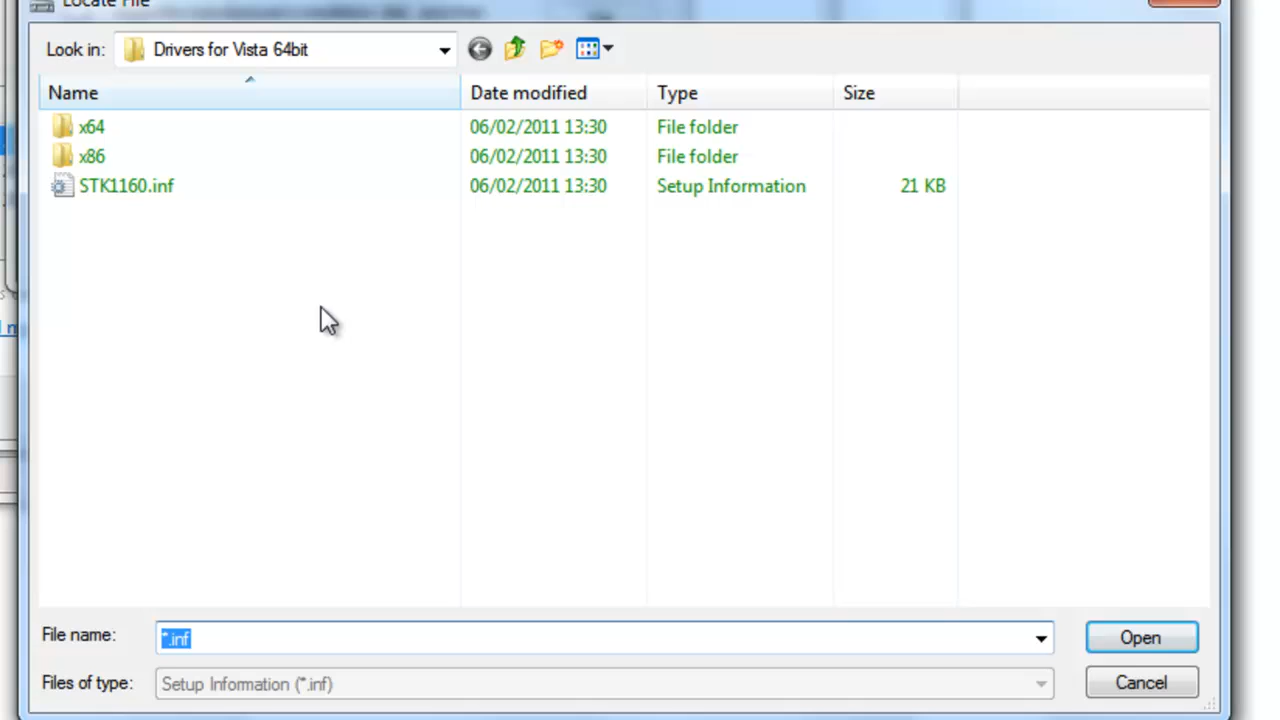 Locate File
Look in: Drivers for Vista 64bit
Name Date modified Type Size
x64 06/02/2011 13:30 File folder
x86 06/02/2011 13:30 File folder
STK1160.inf 06/02/2011 13:30 Setup Information 21 KB
File name: *.inf Open
Files of type: Setup Information (*.inf) Cancel